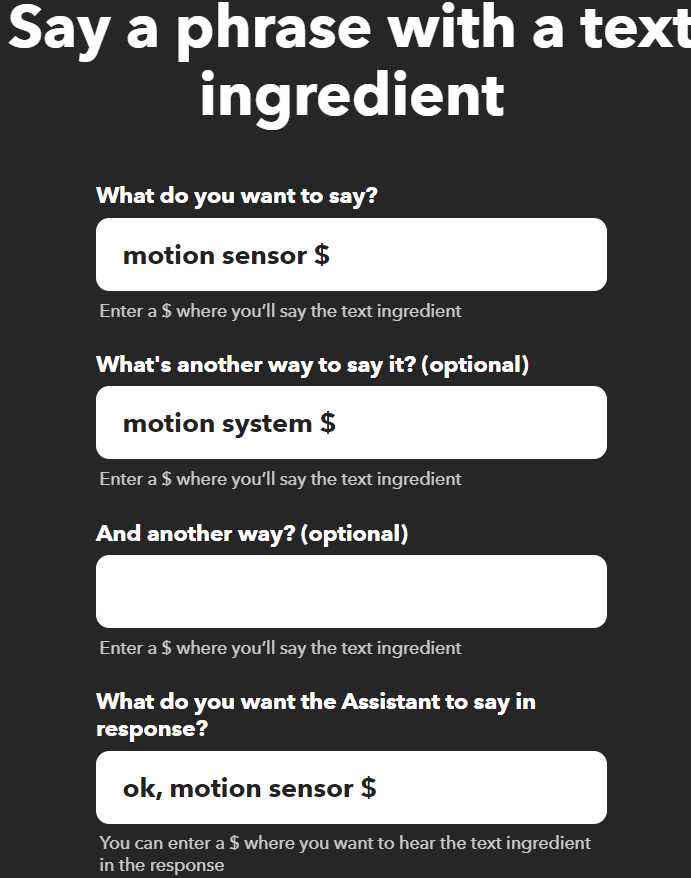 Say a phrase with a text
ingredient
What do you want to say?
motion sensor $
Enter a $ where you’ll say the text ingredient
What's another way to say it? (optional)
motion system $
Enter a $ where you’ll say the text ingredient
And another way? (optional)
Enter a $ where you’ll say the text ingredient
What do you want the Assistant to say in
response?
ok, motion sensor $
You can enter a $ where you want to hear the text ingredient
in the response